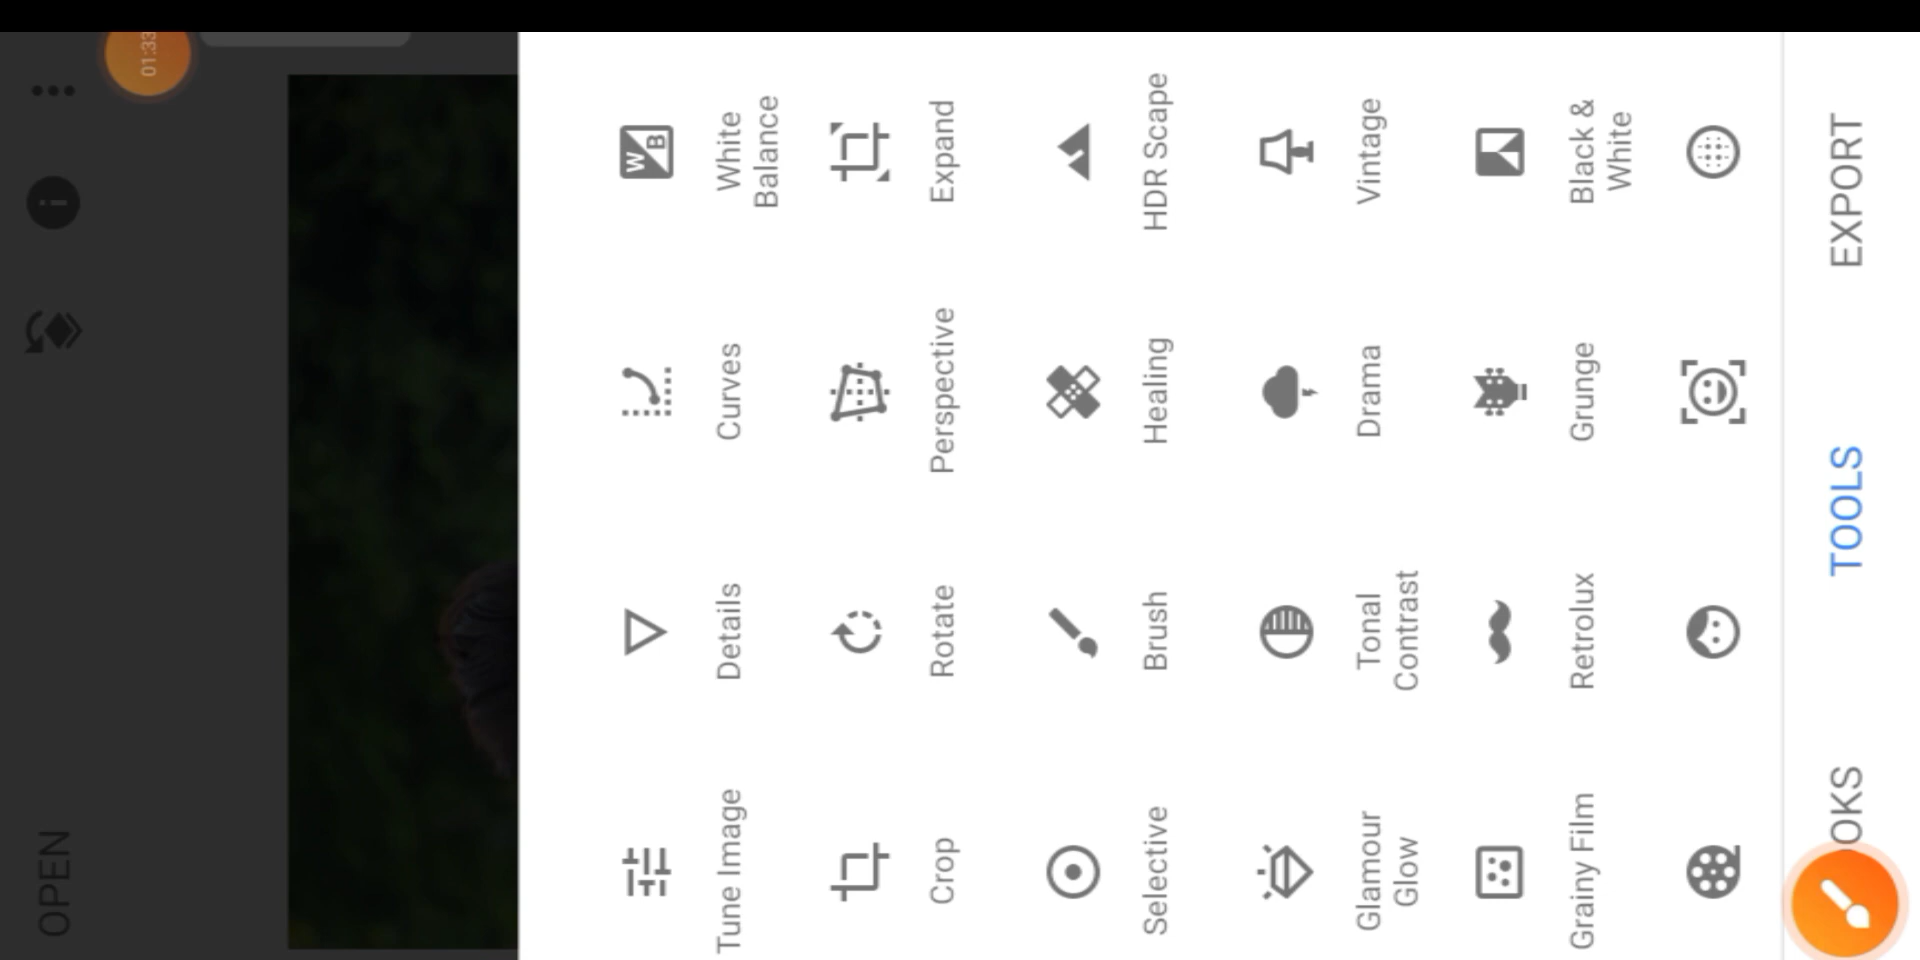 OPEN
01:33
Tune Image
Details
Curves
White
Balance
Crop
Rotate
Perspective
Expand
Selective
Brush
Healing
HDR Scape
Glamour
Glow
Tonal
Contrast
Drama
Vintage
Grainy Film
Retrolux
Grunge
Black &
White
OKS
TOOLS
EXPORT